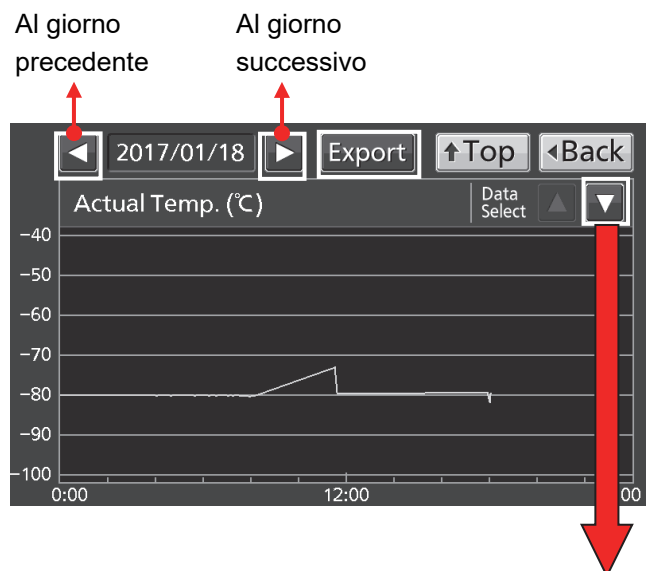 Al giorno precedente
Al giorno successivo
◄ 2017/01/18 ► Export ↑Top ◂Back
Actual Temp. (℃)
Data Select ▲ ▼
−40
−50
−60
−70
−80
−90
−100
0:00 12:00